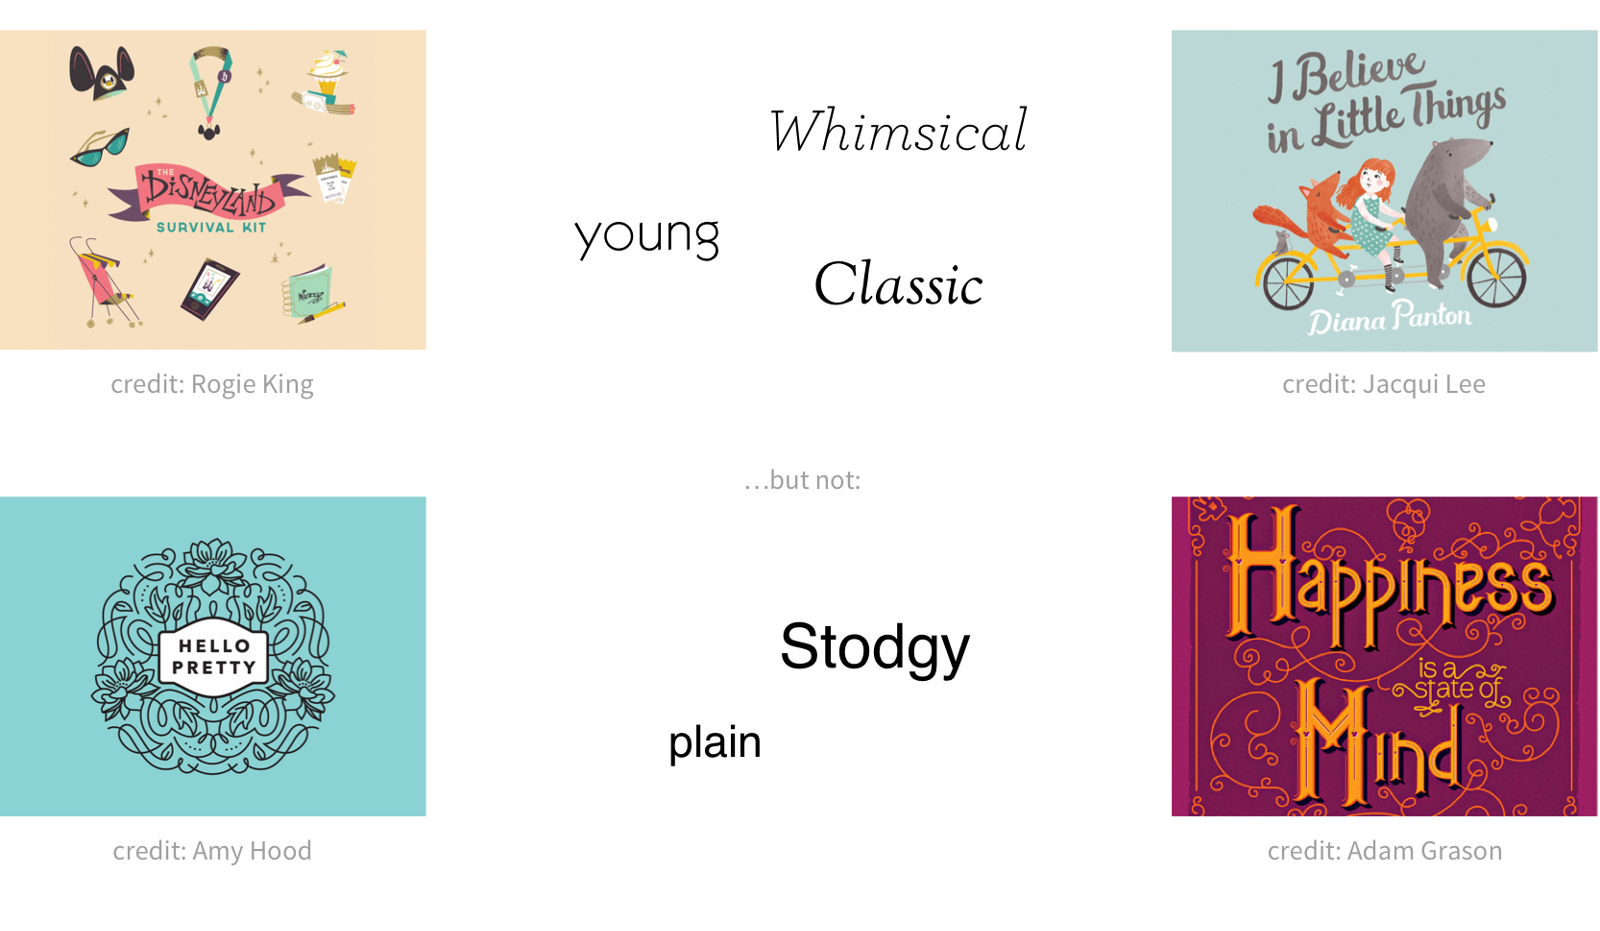 THE
DISNEYLAND
SURVIVAL KIT
credit: Rogie King
Whimsical
young
Classic
I Believe
in Little Things
Diana Panton
credit: Jacqui Lee
…but not:
HELLO
PRETTY
credit: Amy Hood
Stodgy
plain
Happiness
is a
state of
Mind
credit: Adam Grason